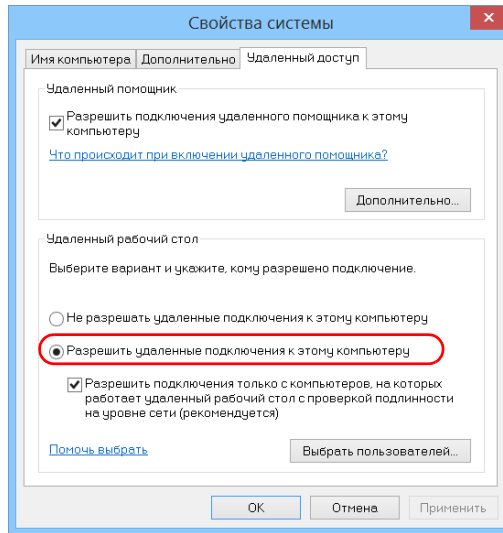 Свойства системы
Имя компьютера Дополнительно Удаленный доступ
Удаленный помощник
Разрешить подключения удаленного помощника к этому
компьютеру
Что происходит при включении удаленного помощника?
Дополнительно...
Удаленный рабочий стол
Выберите вариант и укажите, кому разрешено подключение.
Не разрешать удаленные подключения к этому компьютеру
Разрешить удаленные подключения к этому компьютеру
Разрешить подключения только с компьютеров, на которых
работает удаленный рабочий стол с проверкой подлинности
на уровне сети (рекомендуется)
Помочь выбрать
Выбрать пользователей...
OK Отмена Применить